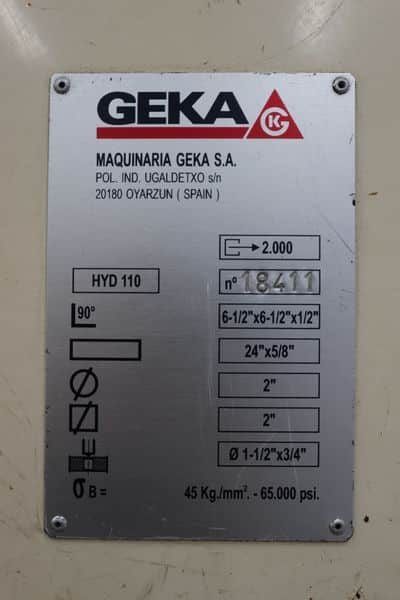 GEKA
GK
MAQUINARIA GEKA S.A.
POL. IND. UGALDETXO s/n
20180 OYARZUN ( SPAIN )
2.000
HYD 110 nº 18411
90° 6-1/2"x6-1/2"x1/2"
24"x5/8"
2"
2"
Ø 1-1/2"x3/4"
σ B = 45 Kg./mm². - 65.000 psi.